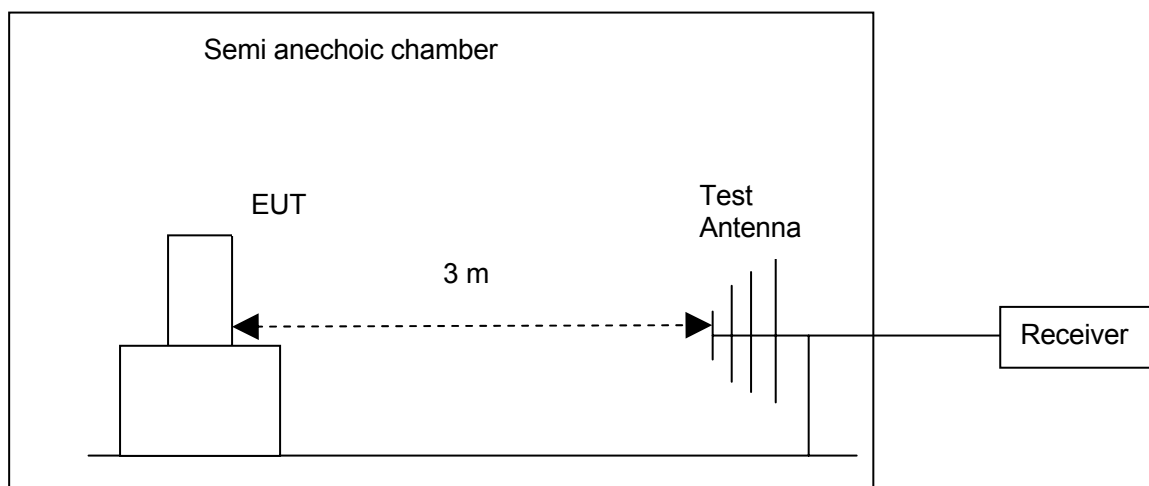 Semi anechoic chamber
EUT
Test
Antenna
3 m
Receiver